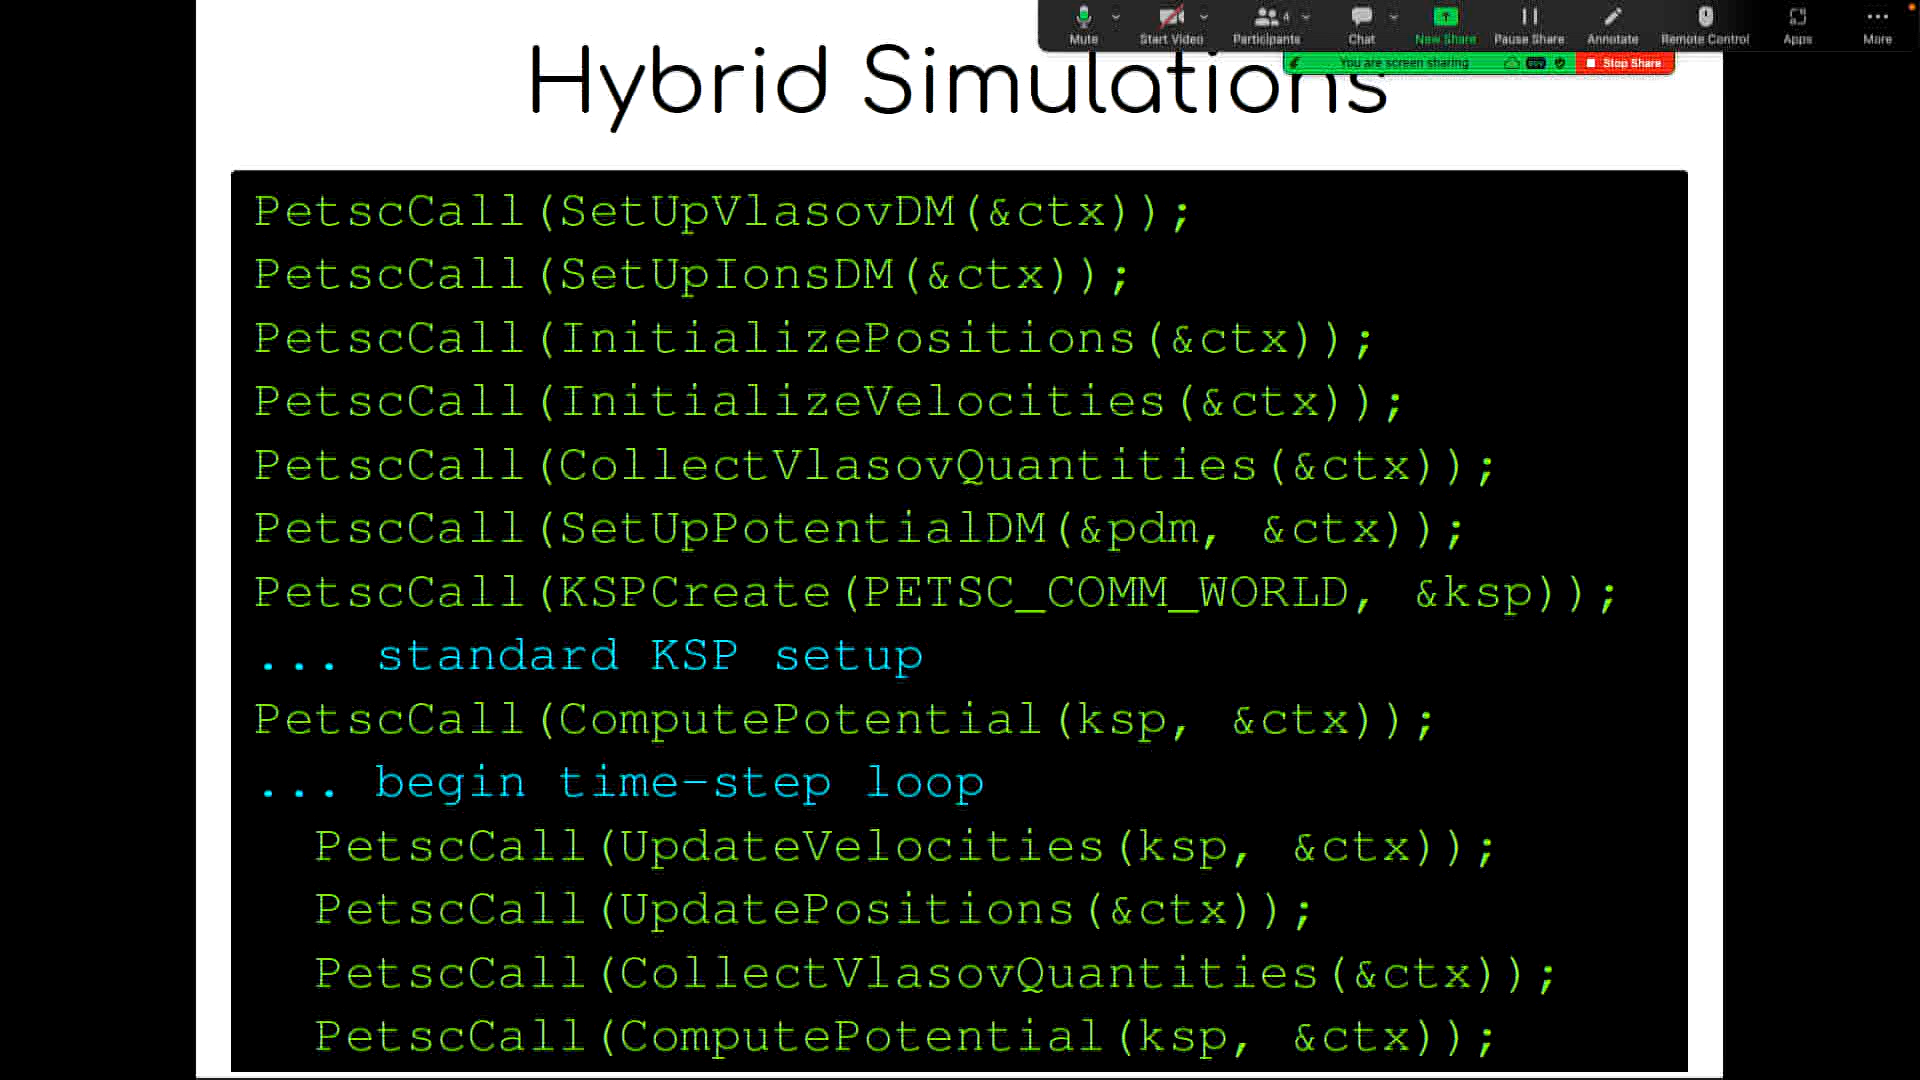 Mute
Start Video
Participants 4
Chat
New Share
Pause Share
Annotate
Remote Control
Apps
More
You are screen sharing
Stop Share
Hybrid Simulations
PetscCall(SetUpVlasovDM(&ctx));
PetscCall(SetUpIonsDM(&ctx));
PetscCall(InitializePositions(&ctx));
PetscCall(InitializeVelocities(&ctx));
PetscCall(CollectVlasovQuantities(&ctx));
PetscCall(SetUpPotentialDM(&pdm, &ctx));
PetscCall(KSPCreate(PETSC_COMM_WORLD, &ksp));
... standard KSP setup
PetscCall(ComputePotential(ksp, &ctx));
... begin time-step loop
PetscCall(UpdateVelocities(ksp, &ctx));
PetscCall(UpdatePositions(&ctx));
PetscCall(CollectVlasovQuantities(&ctx));
PetscCall(ComputePotential(ksp, &ctx));